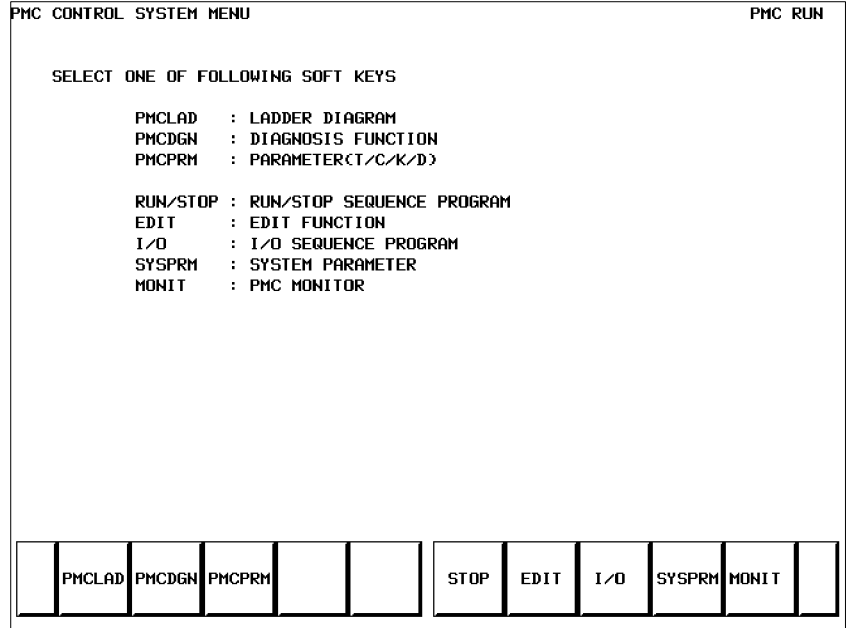 PMC CONTROL SYSTEM MENU PMC RUN
SELECT ONE OF FOLLOWING SOFT KEYS
PMCLAD : LADDER DIAGRAM
PMCDGN : DIAGNOSIS FUNCTION
PMCPRM : PARAMETER(T/C/K/D)
RUN/STOP : RUN/STOP SEQUENCE PROGRAM
EDIT : EDIT FUNCTION
I/O : I/O SEQUENCE PROGRAM
SYSPRM : SYSTEM PARAMETER
MONIT : PMC MONITOR
PMCLAD PMCDGN PMCPRM STOP EDIT I/O SYSPRM MONIT